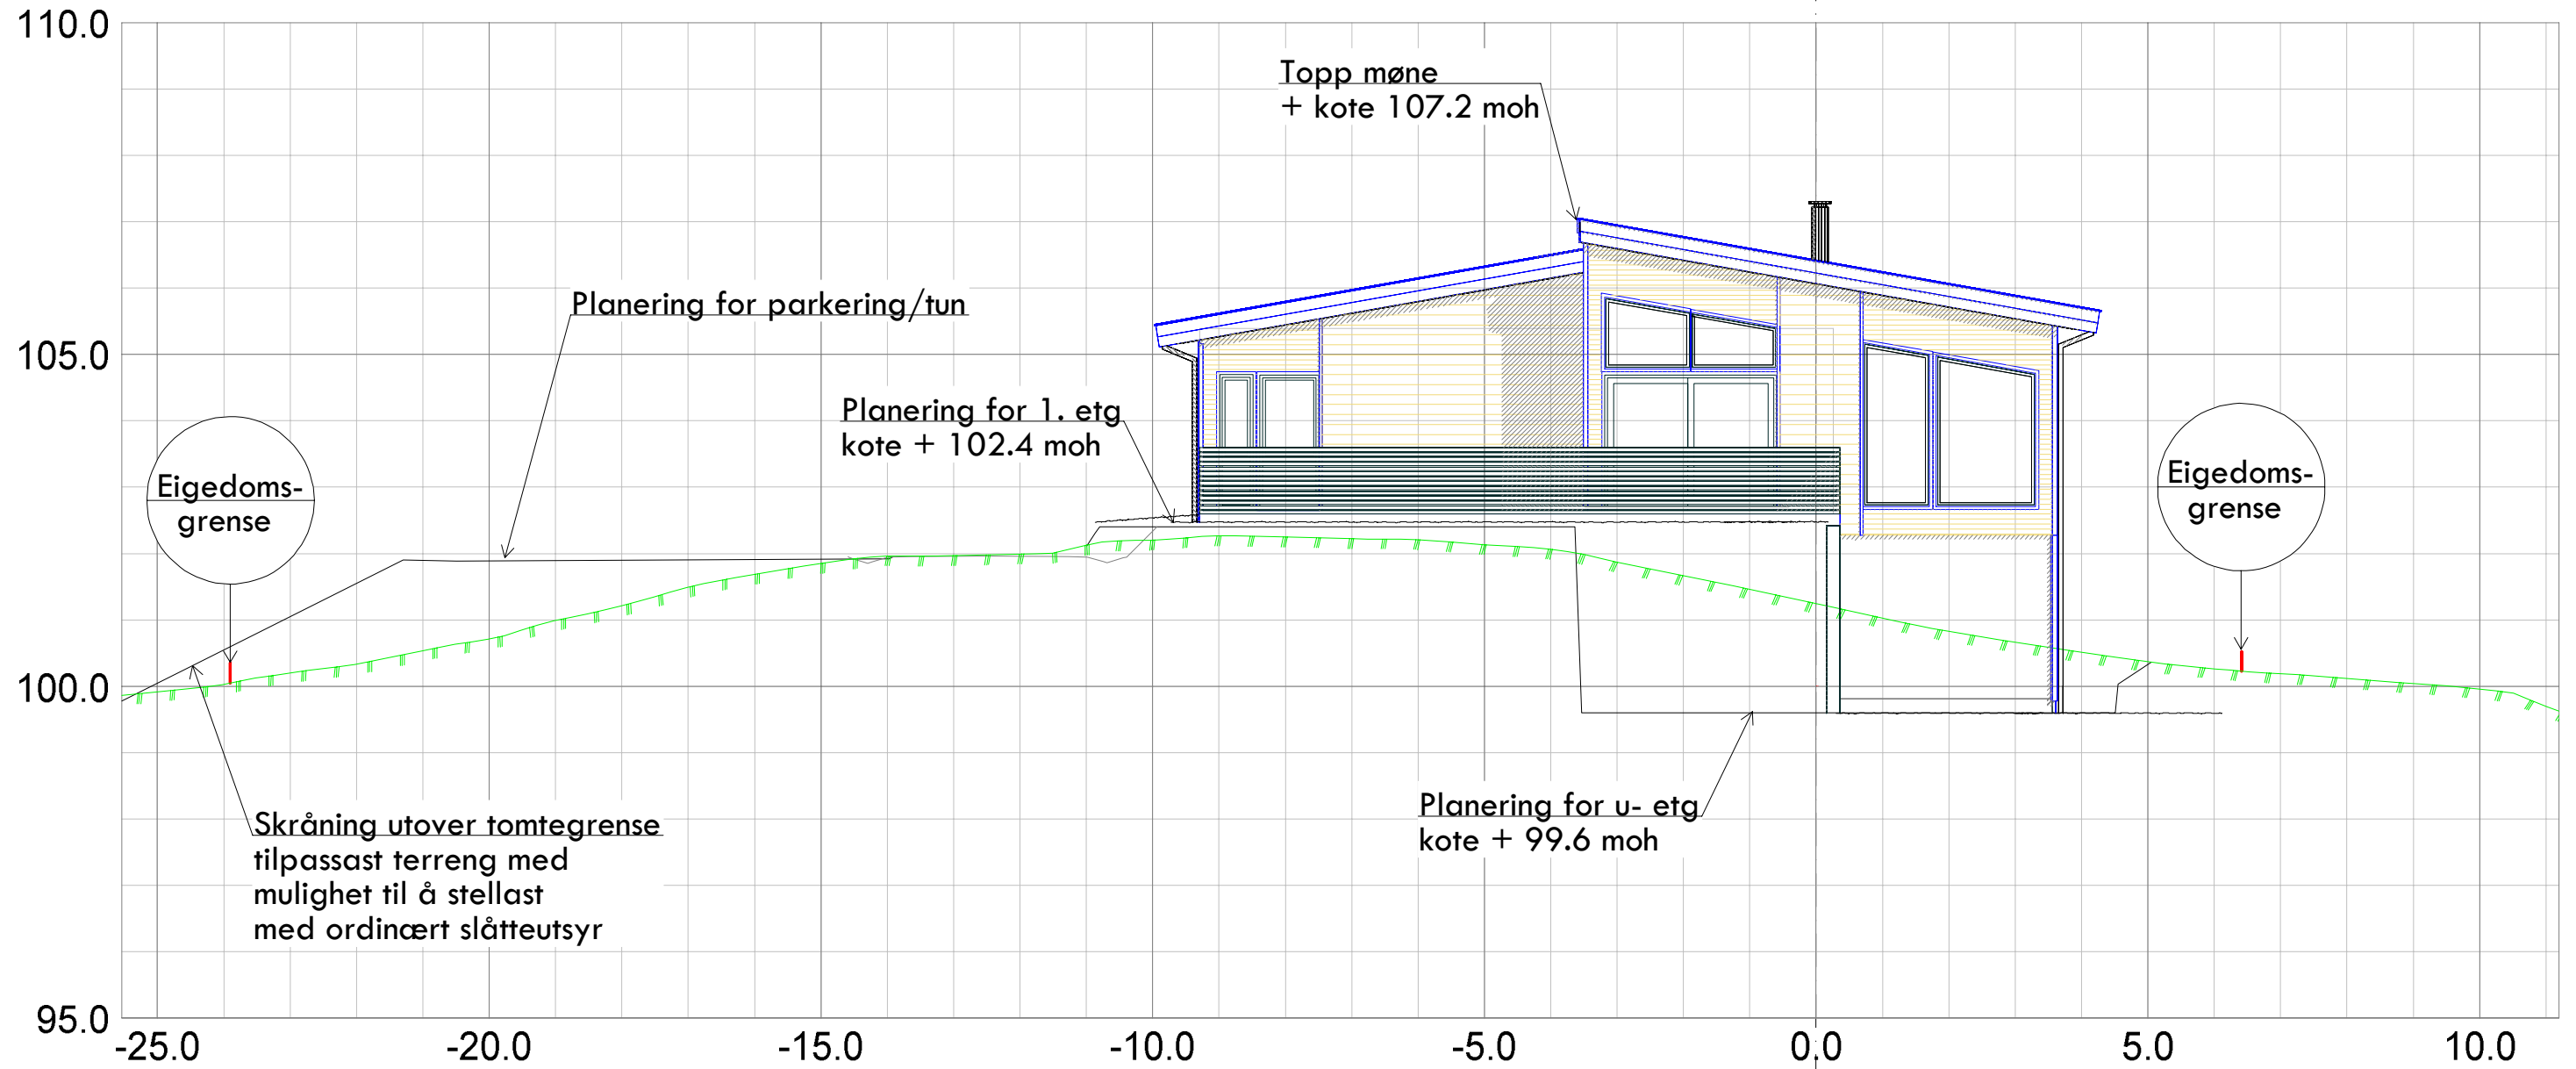 110.0
Topp møne
+ kote 107.2 moh
Planering for parkering/tun
105.0
Planering for 1. etg
kote + 102.4 moh
Eigedoms-
grense
Eigedoms-
grense
100.0
Planering for u- etg
kote + 99.6 moh
Skråning utover tomtegrense
tilpassast terreng med
mulighet til å stellast
med ordinært slåtteutsyr
95.0
-25.0 -20.0 -15.0 -10.0 -5.0 0.0 5.0 10.0